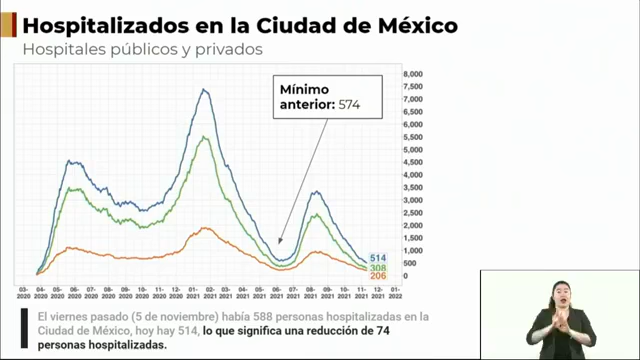 Hospitalizados en la Ciudad de México
Hospitales públicos y privados
Mínimo
anterior: 574
8,000
7,500
7,000
6,500
6,000
5,500
5,000
4,500
4,000
3,500
3,000
2,500
2,000
1,500
1,000
500
0
514
308
206
03- 04- 05- 06- 07- 08- 09- 10- 11- 12- 01- 02- 03- 04- 05- 06- 07- 08- 09- 10- 11- 12- 01-
2020 2020 2020 2020 2020 2020 2020 2020 2020 2020 2021 2021 2021 2021 2021 2021 2021 2021 2021 2021 2021 2021 2022
El viernes pasado (5 de noviembre) había 588 personas hospitalizadas en la
Ciudad de México, hoy hay 514, lo que significa una reducción de 74
personas hospitalizadas.